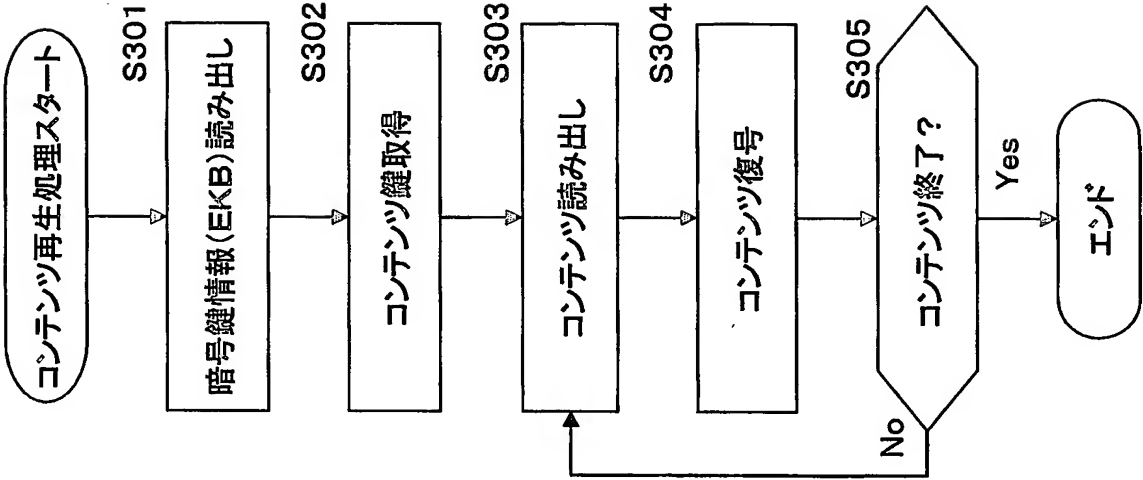 コンテンツ再生処理スタート
S301
暗号鍵情報(EKB)読み出し
S302
コンテンツ鍵取得
S303
コンテンツ読み出し
S304
コンテンツ復号
S305
コンテンツ終了?
No
Yes
エンド